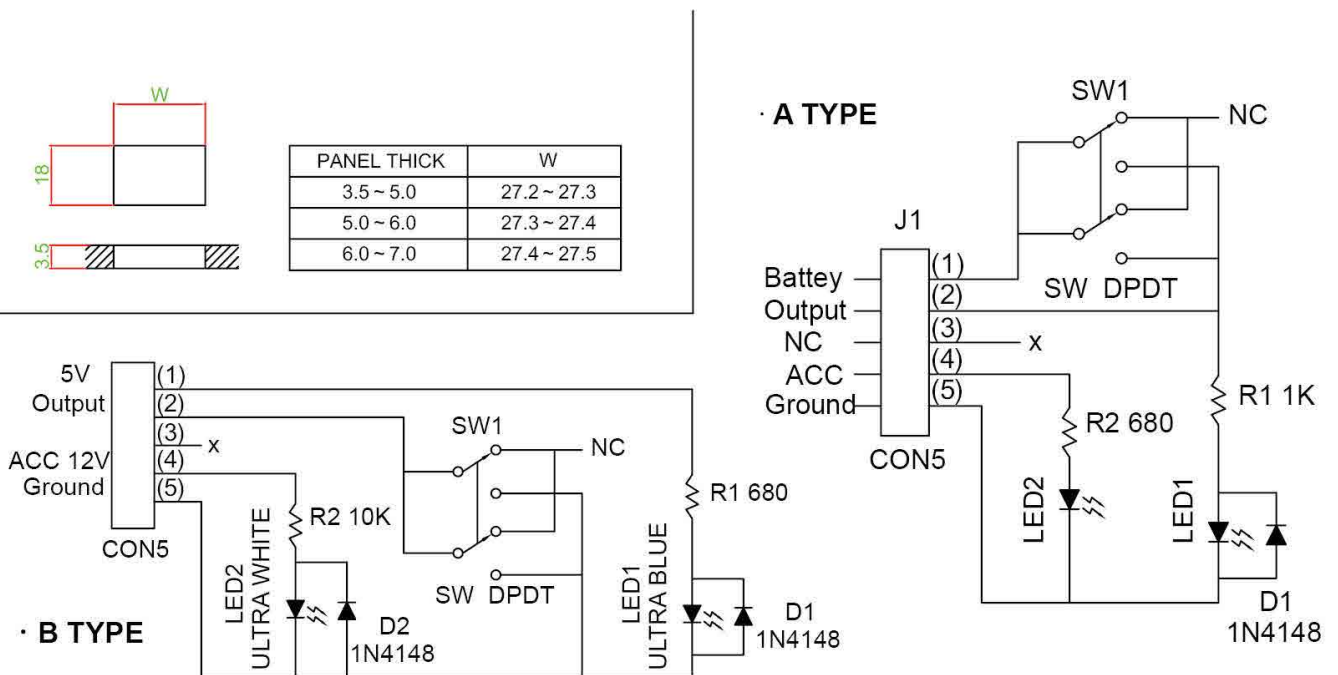 W
18
3.5
PANEL THICK W
3.5 ~ 5.0 27.2 ~ 27.3
5.0 ~ 6.0 27.3 ~ 27.4
6.0 ~ 7.0 27.4 ~ 27.5
· A TYPE
SW1
NC
J1
Battey (1)
SW DPDT
Output (2)
NC (3) x
ACC (4)
Ground (5)
CON5
R2 680
R1 1K
LED2
LED1
D1
1N4148
5V (1)
Output (2)
(3) x
ACC 12V (4)
Ground (5)
CON5
SW1
NC
R2 10K
R1 680
SW DPDT
LED2
ULTRA WHITE
D2
1N4148
LED1
ULTRA BLUE
D1
1N4148
· B TYPE